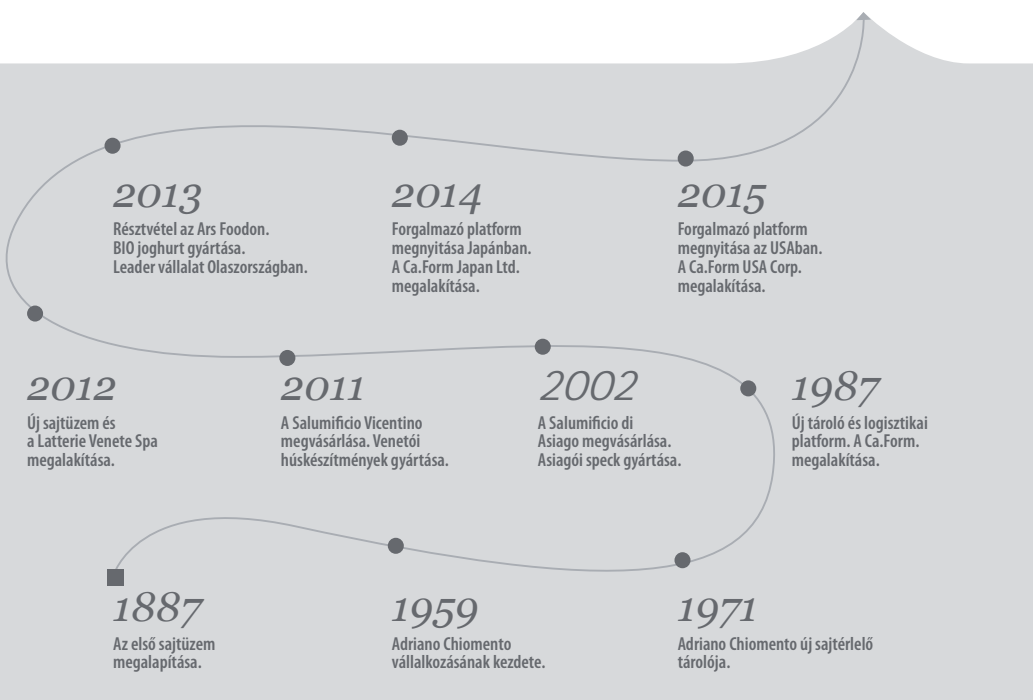 2013
Résztvétel az Ars Foodon.
BIO joghurt gyártása.
Leader vállalat Olaszországban.
2014
Forgalmazó platform
megnyitása Japánban.
A Ca.Form Japan Ltd.
megalakítása.
2015
Forgalmazó platform
megnyitása az USAban.
A Ca.Form USA Corp.
megalakítása.
2012
Új sajtüzem és
a Latterie Venete Spa
megalakítása.
2011
A Salumificio Vicentino
megvásárlása. Venetói
húskészítmények gyártása.
2002
A Salumificio di
Asiago megvásárlása.
Asiagói speck gyártása.
1987
Új tároló és logisztikai
platform. A Ca.Form.
megalakítása.
1887
Az első sajtüzem
megalapítása.
1959
Adriano Chiomento
vállalkozásának kezdete.
1971
Adriano Chiomento új sajtérlelő
tárolója.